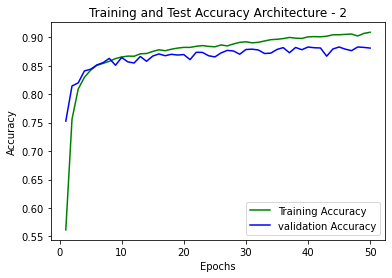 Training and Test Accuracy Architecture - 2
0.90
0.85
0.80
0.75
0.70
0.65
0.60
0.55
Accuracy
0
10
20
30
40
50
Epochs
Training Accuracy
validation Accuracy